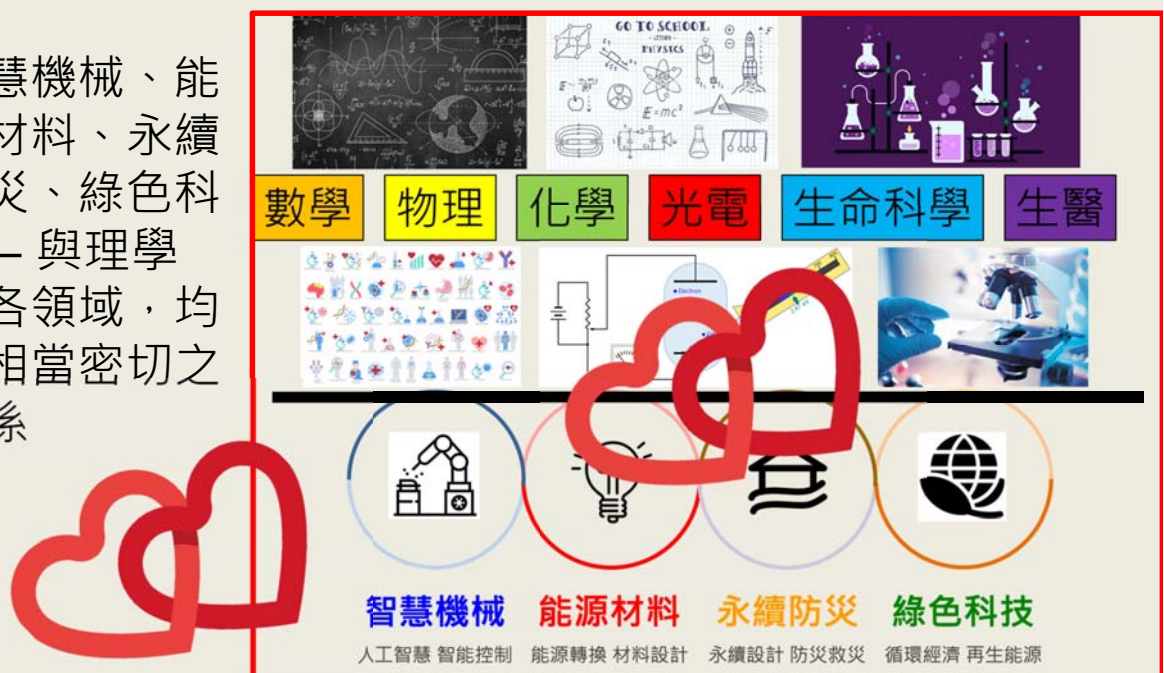 慧機械、能
材料、永續
災、綠色科
– 與理學
各領域，均
相當密切之
係
GO TO SCHOOL
LESSON
PHYSICS
E=mc²
數學 物理 化學 光電 生命科學 生醫
Electron
智慧機械 能源材料 永續防災 綠色科技
人工智慧 智能控制 能源轉換 材料設計 永續設計 防災救災 循環經濟 再生能源